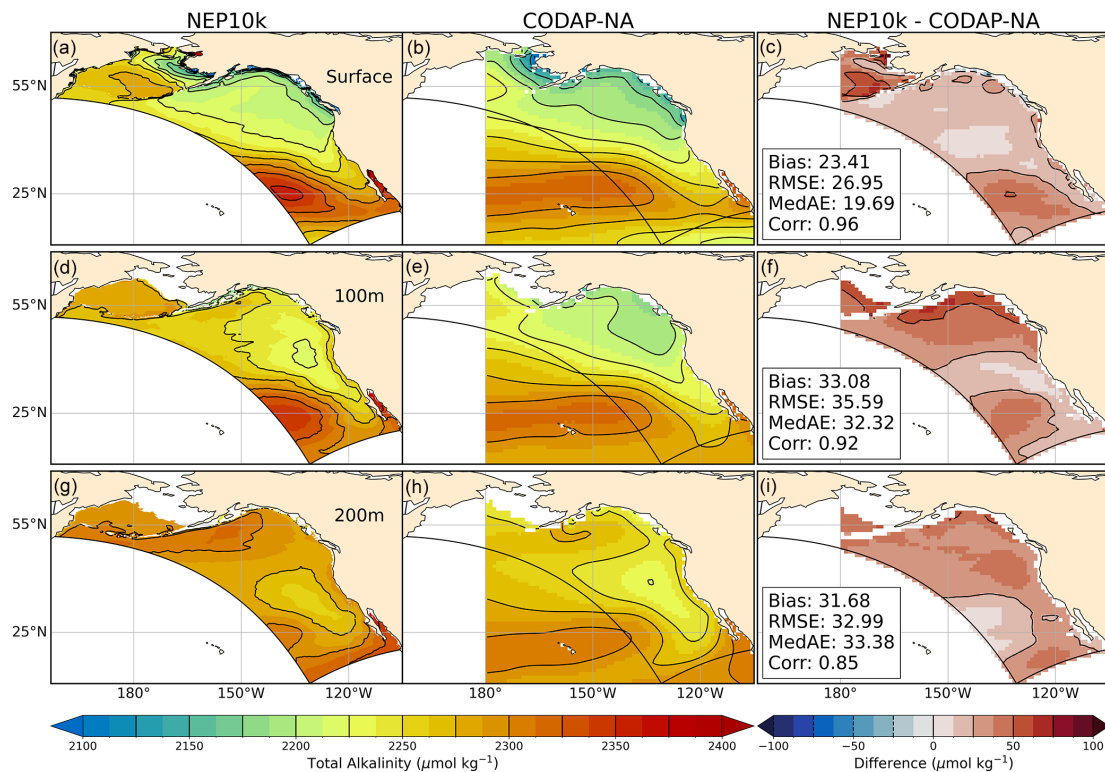 NEP10k CODAP-NA NEP10k - CODAP-NA
(a) Surface (b) (c)
55°N
25°N
Bias: 23.41
RMSE: 26.95
MedAE: 19.69
Corr: 0.96
(d) 100m (e) (f)
55°N
25°N
Bias: 33.08
RMSE: 35.59
MedAE: 32.32
Corr: 0.92
(g) 200m (h) (i)
55°N
25°N
Bias: 31.68
RMSE: 32.99
MedAE: 33.38
Corr: 0.85
180° 150°W 120°W 180° 150°W 120°W 180° 150°W 120°W
2100 2150 2200 2250 2300 2350 2400 −100 −50 0 50 100
Total Alkalinity (μmol kg⁻¹) Difference (μmol kg⁻¹)